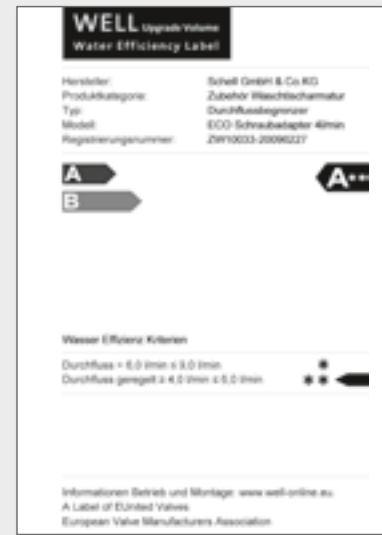 WELL Upgrade Volume
Water Efficiency Label
Hersteller: Schell GmbH & Co.KG
Produktkategorie: Zubehör Waschtischarmatur
Typ: Durchflussbegrenzer
Modell: ECO Schraubadapter 4l/min
Registrierungsnummer: ZW10033-20090227
A
B
A
Wasser Effizienz Kriterien
Durchfluss > 6,0 l/min ≤ 9,0 l/min
Durchfluss geregelt ≥ 4,0 l/min ≤ 6,0 l/min
Informationen Betrieb und Montage: www.well-online.eu
A Label of EUnited Valves
European Valve Manufacturers Association